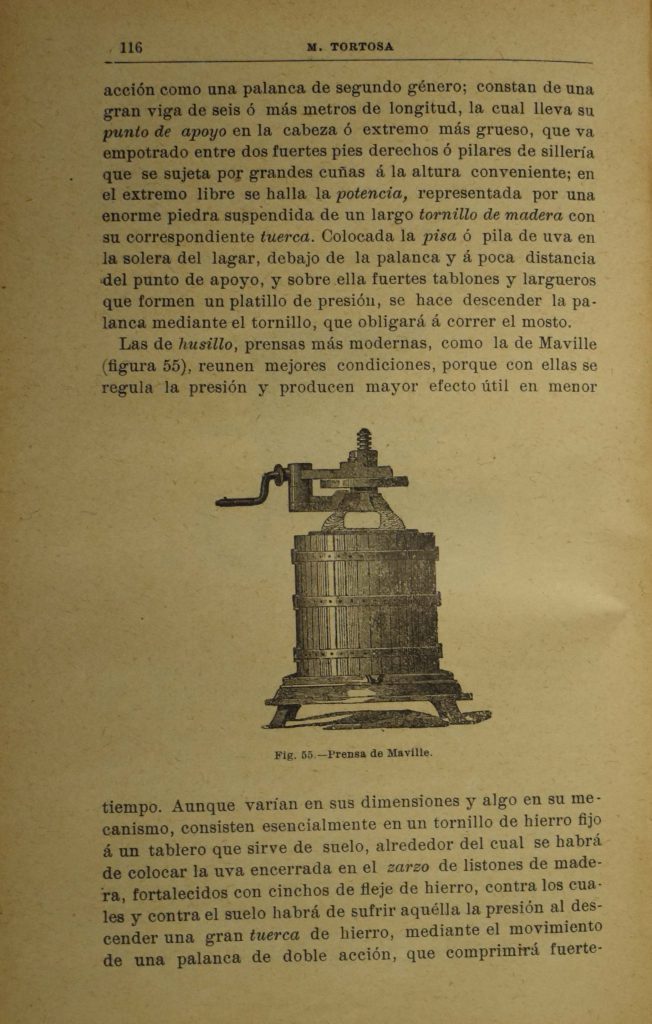 116
M. TORTOSA
acción como una palanca de segundo género; constan de una
gran viga de seis ó más metros de longitud, la cual lleva su
punto de apoyo en la cabeza ó extremo más grueso, que va
empotrado entre dos fuertes pies derechos ó pilares de sillería
que se sujeta por grandes cuñas á la altura conveniente; en
el extremo libre se halla la potencia, representada por una
enorme piedra suspendida de un largo tornillo de madera con
su correspondiente tuerca. Colocada la pisa ó pila de uva en
la solera del lagar, debajo de la palanca y á poca distancia
del punto de apoyo, y sobre ella fuertes tablones y largueros
que formen un platillo de presión, se hace descender la pa-
lanca mediante el tornillo, que obligará á correr el mosto.
Las de husillo, prensas más modernas, como la de Maville
(figura 55), reunen mejores condiciones, porque con ellas se
regula la presión y producen mayor efecto útil en menor
Fig. 55.—Prensa de Maville.
tiempo. Aunque varían en sus dimensiones y algo en su me-
canismo, consisten esencialmente en un tornillo de hierro fijo
á un tablero que sirve de suelo, alrededor del cual se habrá
de colocar la uva encerrada en el zarzo de listones de made-
ra, fortalecidos con cinchos de fleje de hierro, contra los cua-
les y contra el suelo habrá de sufrir aquélla la presión al des-
cender una gran tuerca de hierro, mediante el movimiento
de una palanca de doble acción, que comprimirá fuerte-